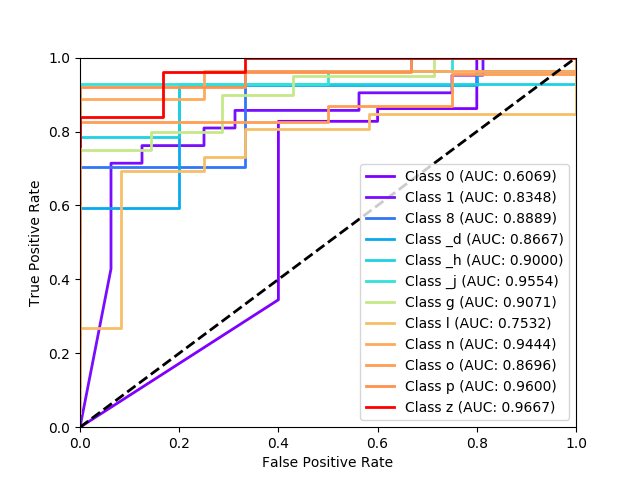 1.0
0.8
0.6
0.4
0.2
0.0
True Positive Rate
Class 0 (AUC: 0.6069)
Class 1 (AUC: 0.8348)
Class 8 (AUC: 0.8889)
Class _d (AUC: 0.8667)
Class _h (AUC: 0.9000)
Class _j (AUC: 0.9554)
Class g (AUC: 0.9071)
Class l (AUC: 0.7532)
Class n (AUC: 0.9444)
Class o (AUC: 0.8696)
Class p (AUC: 0.9600)
Class z (AUC: 0.9667)
0.0 0.2 0.4 0.6 0.8 1.0
False Positive Rate